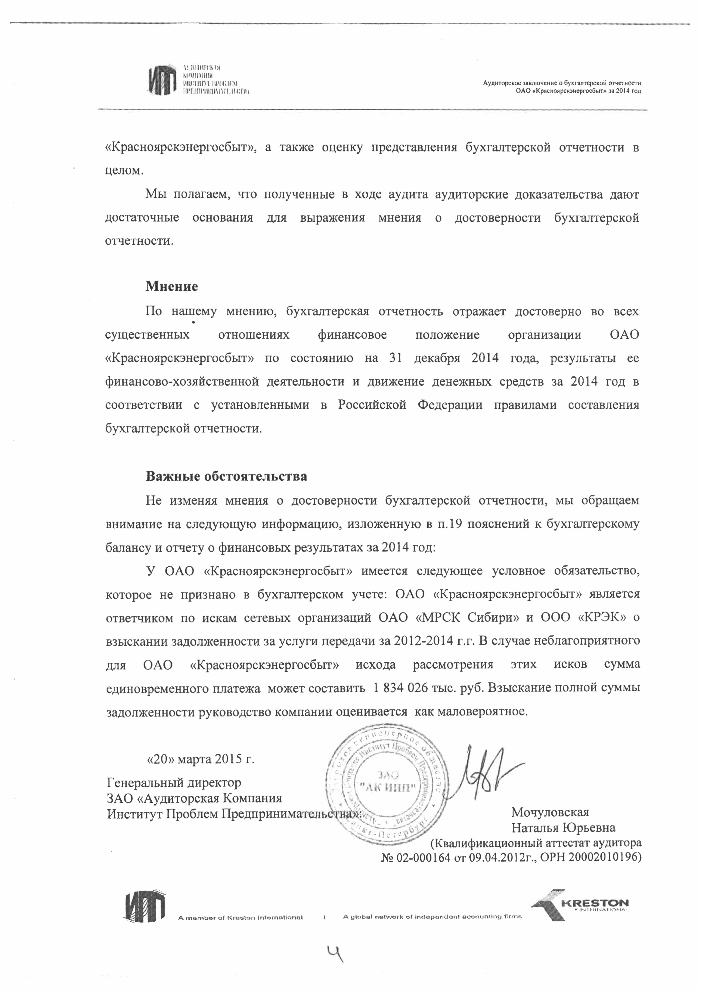 ИПП
АУДИТОРСКАЯ
КОМПАНИЯ
ИНСТИТУТ ПРОБЛЕМ
ПРЕДПРИНИМАТЕЛЬСТВА
Аудиторское заключение о бухгалтерской отчетности
ОАО «Красноярскэнергосбыт» за 2014 год
«Красноярскэнергосбыт», а также оценку представления бухгалтерской отчетности в
целом.
Мы полагаем, что полученные в ходе аудита аудиторские доказательства дают
достаточные основания для выражения мнения о достоверности бухгалтерской
отчетности.
Мнение
По нашему мнению, бухгалтерская отчетность отражает достоверно во всех
существенных отношениях финансовое положение организации ОАО
«Красноярскэнергосбыт» по состоянию на 31 декабря 2014 года, результаты ее
финансово-хозяйственной деятельности и движение денежных средств за 2014 год в
соответствии с установленными в Российской Федерации правилами составления
бухгалтерской отчетности.
Важные обстоятельства
Не изменяя мнения о достоверности бухгалтерской отчетности, мы обращаем
внимание на следующую информацию, изложенную в п.19 пояснений к бухгалтерскому
балансу и отчету о финансовых результатах за 2014 год:
У ОАО «Красноярскэнергосбыт» имеется следующее условное обязательство,
которое не признано в бухгалтерском учете: ОАО «Красноярскэнергосбыт» является
ответчиком по искам сетевых организаций ОАО «МРСК Сибири» и ООО «КРЭК» о
взыскании задолженности за услуги передачи за 2012-2014 г.г. В случае неблагоприятного
для ОАО «Красноярскэнергосбыт» исхода рассмотрения этих исков сумма
единовременного платежа может составить 1 834 026 тыс. руб. Взыскание полной суммы
задолженности руководство компании оценивается как маловероятное.
«20» марта 2015 г.
Генеральный директор
ЗАО «Аудиторская Компания
Институт Проблем Предпринимательства»:
Закрытое акционерное общество
* Санкт-Петербург *
"Аудиторская Компания Институт Проблем Предпринимательства" *
ЗАО
"АК ИПП"
Мочуловская
Наталья Юрьевна
(Квалификационный аттестат аудитора
№ 02-000164 от 09.04.2012г., ОРН 20002010196)
ИПП
A member of Kreston International | A global network of independent accounting firms
KRESTON
INTERNATIONAL
4